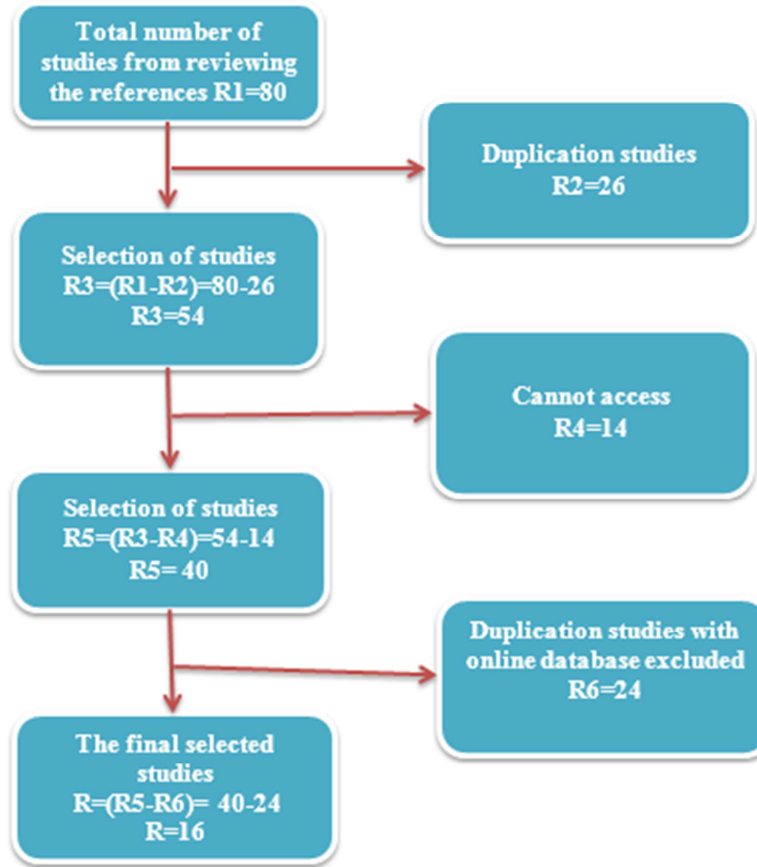 Total number of
studies from reviewing
the references R1=80
Duplication studies
R2=26
Selection of studies
R3=(R1-R2)=80-26
R3=54
Cannot access
R4=14
Selection of studies
R5=(R3-R4)=54-14
R5= 40
Duplication studies with
online database excluded
R6=24
The final selected
studies
R=(R5-R6)= 40-24
R=16